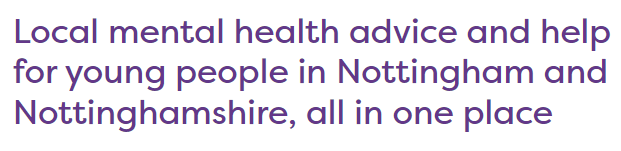 Local mental health advice and help
for young people in Nottingham and
Nottinghamshire, all in one place